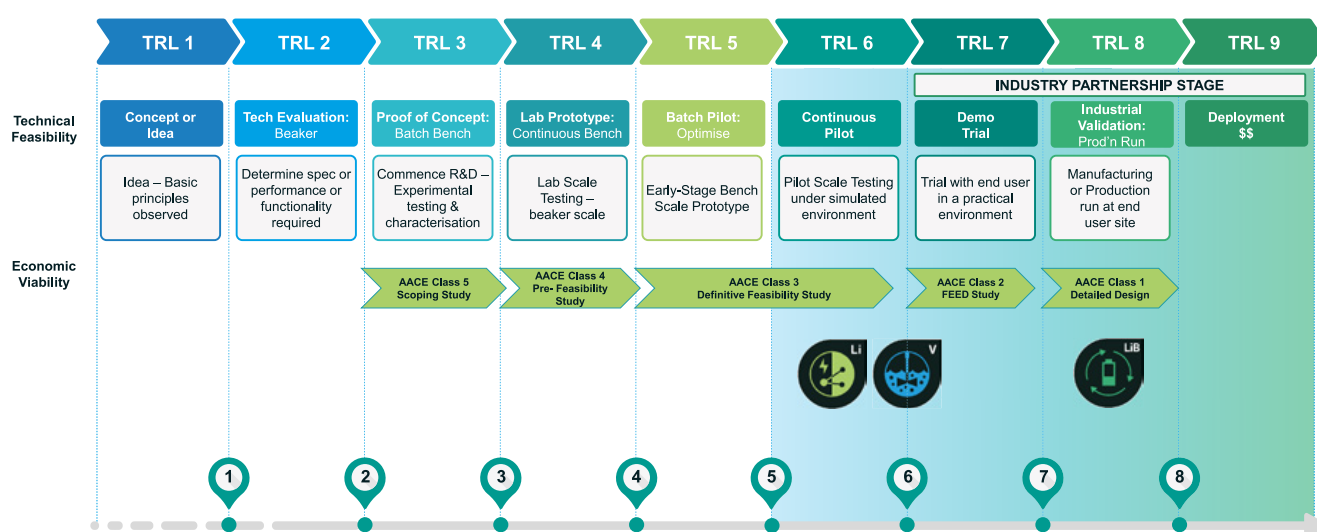 TRL 1
TRL 2
TRL 3
TRL 4
TRL 5
TRL 6
TRL 7
TRL 8
TRL 9
INDUSTRY PARTNERSHIP STAGE
Technical
Feasibility
Concept or
Idea
Tech Evaluation:
Beaker
Proof of Concept:
Batch Bench
Lab Prototype:
Continuous Bench
Batch Pilot:
Optimise
Continuous
Pilot
Demo
Trial
Industrial
Validation:
Prod’n Run
Deployment
$$
Idea – Basic
principles
observed
Determine spec or
performance or
functionality
required
Commence R&D –
Experimental
testing &
characterisation
Lab Scale
Testing –
beaker scale
Early-Stage Bench
Scale Prototype
Pilot Scale Testing
under simulated
environment
Trial with end user
in a practical
environment
Manufacturing
or Production
run at end
user site
Economic
Viability
AACE Class 5
Scoping Study
AACE Class 4
Pre- Feasibility
Study
AACE Class 3
Definitive Feasibility Study
AACE Class 2
FEED Study
AACE Class 1
Detailed Design
Li
V
LiB
1
2
3
4
5
6
7
8